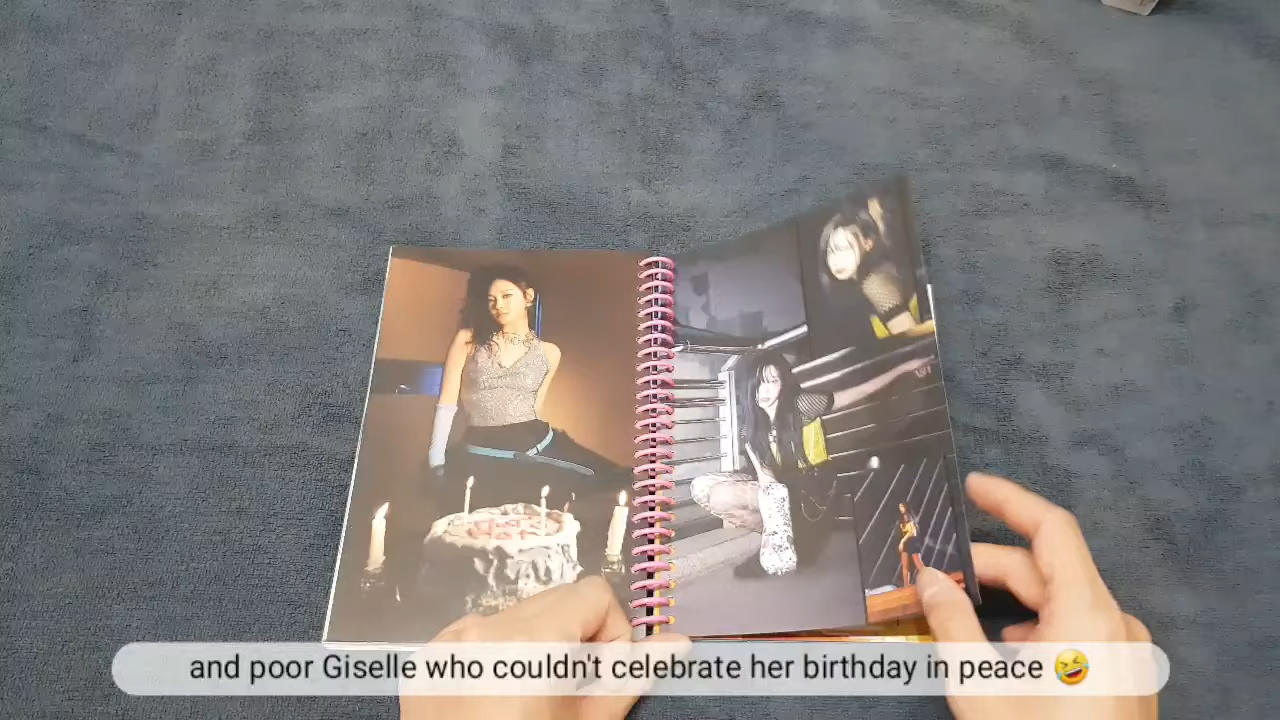 and poor Giselle who couldn't celebrate her birthday in peace 🤣